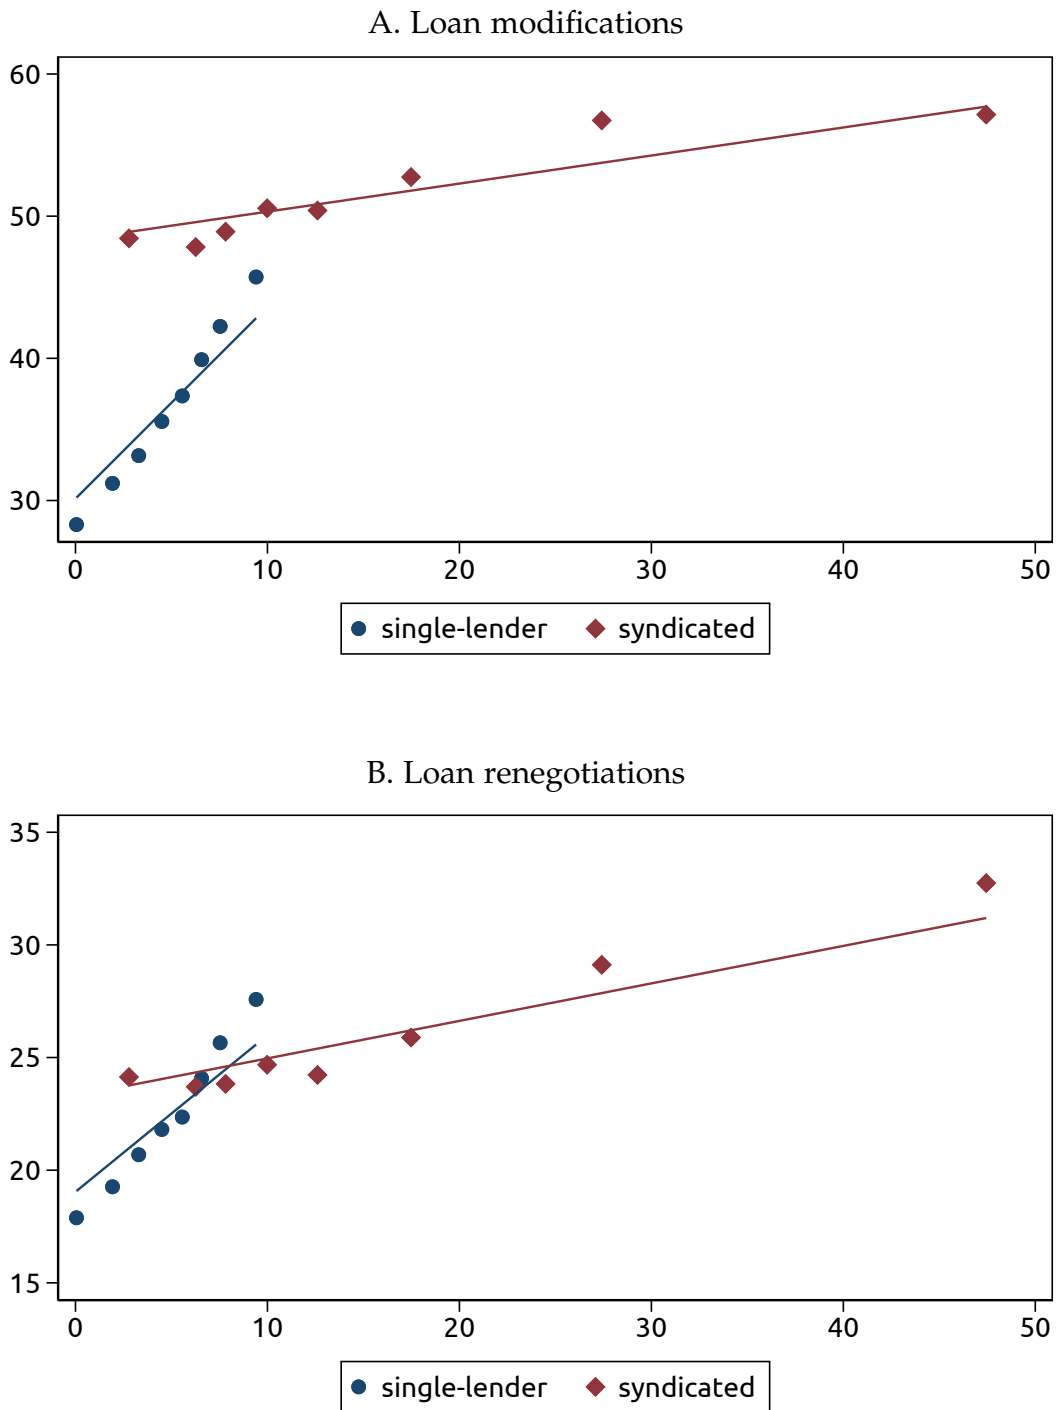 A. Loan modifications
60
50
40
30
0 10 20 30 40 50
single-lender syndicated
B. Loan renegotiations
35
30
25
20
15
0 10 20 30 40 50
single-lender syndicated